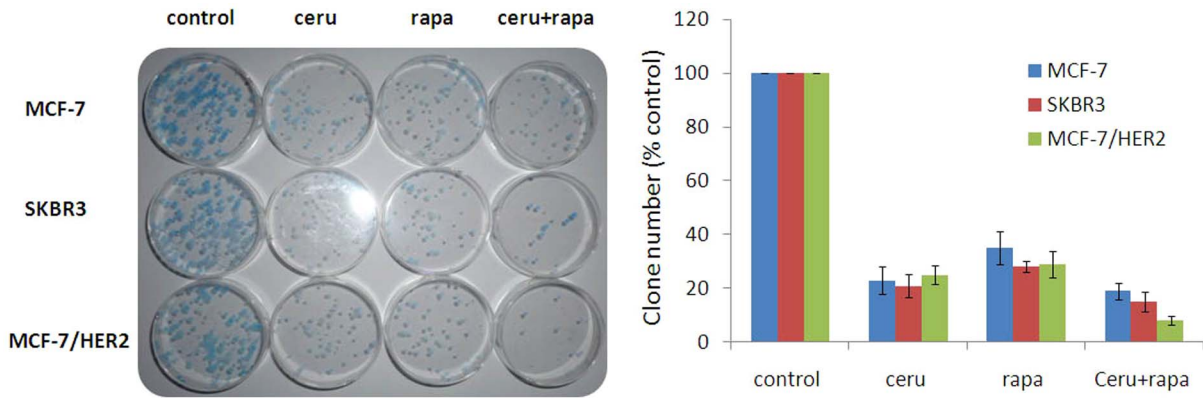 control ceru rapa ceru+rapa
MCF-7
SKBR3
MCF-7/HER2
Clone number (% control)
120
100
80
60
40
20
0
MCF-7
SKBR3
MCF-7/HER2
control ceru rapa Ceru+rapa